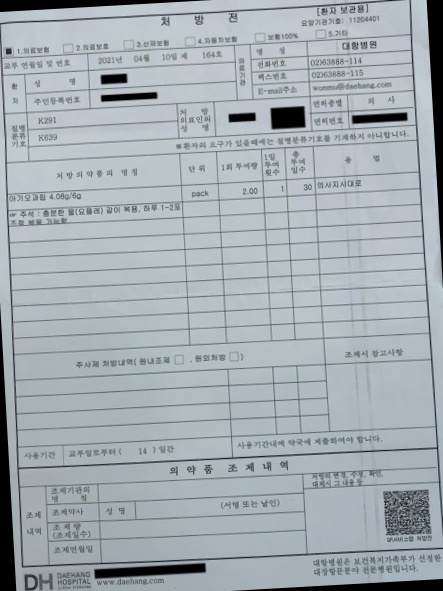 처 방 전
[환자 보관용]
요양기관기호: 11204401
1.의료보험 2.의료보호 3.산재보험 4.자동차보험 보험100% 5.기타
교부 연월일 및 번호 2021년 04월 10일 제 164호
환자
성 명
주민등록번호
의료기관
명 칭 대항병원
전화번호 02)6388-114
팩스번호 02)6388-115
E-mail주소 wonmu@daehang.com
질병분류기호
K291
K639
처 방 의료인의 성 명
면허종별 의 사
면허번호
※환자의 요구가 있을때에는 질병분류기호를 기재하지 아니합니다.
처 방 의 약 품 의 명 칭 단 위 1회 투여량 1일 투여 횟수 총 투여 일수 용 법
아기오과립 4.08g/6g pack 2.00 1 30 의사지시대로
주석 : 충분한 물(요플레) 같이 복용, 하루 1-2포
조절 복용 가능함
주사제 처방내역( 원내조제 , 원외처방 )
조제시 참고사항
사용기간 교부일로부터( 14 ) 일간
사용기간내에 약국에 제출하여야 합니다.
의 약 품 조 제 내 역
조제 내역
조제기관의 명 칭
처방의 변경, 수정, 확인, 대체시 그 내용 등
조제약사 성 명 (서명 또는 날인)
조 제 량 (조제일수)
조제연월일
DH DAEHANG HOSPITAL
www.daehang.com
대항병원은 보건복지가족부가 선정한
대장항문분야 전문병원입니다.